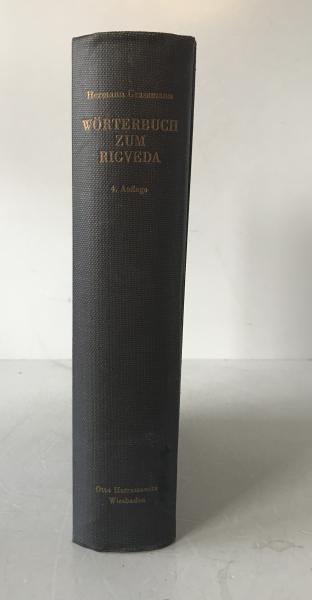 Hermann Grassmann
WÖRTERBUCH
ZUM
RIGVEDA
4. Auflage
Otto Harrassowitz
Wiesbaden